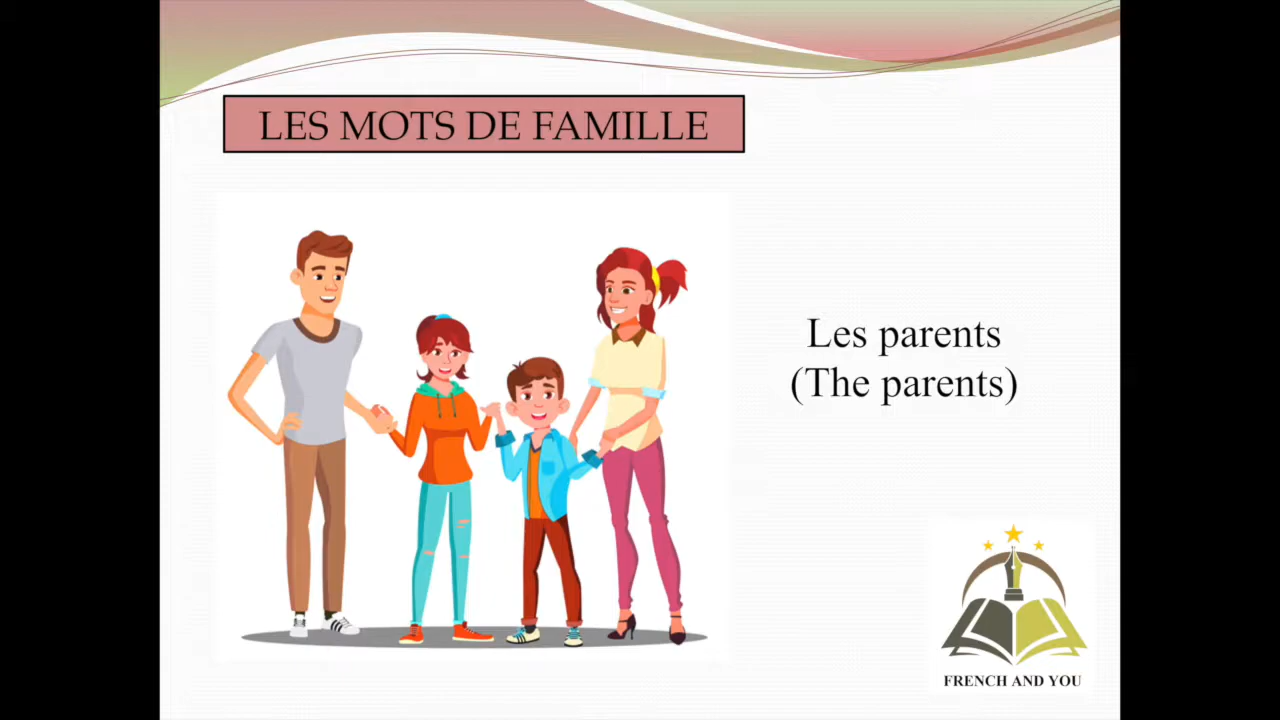 LES MOTS DE FAMILLE
Les parents
(The parents)
FRENCH AND YOU